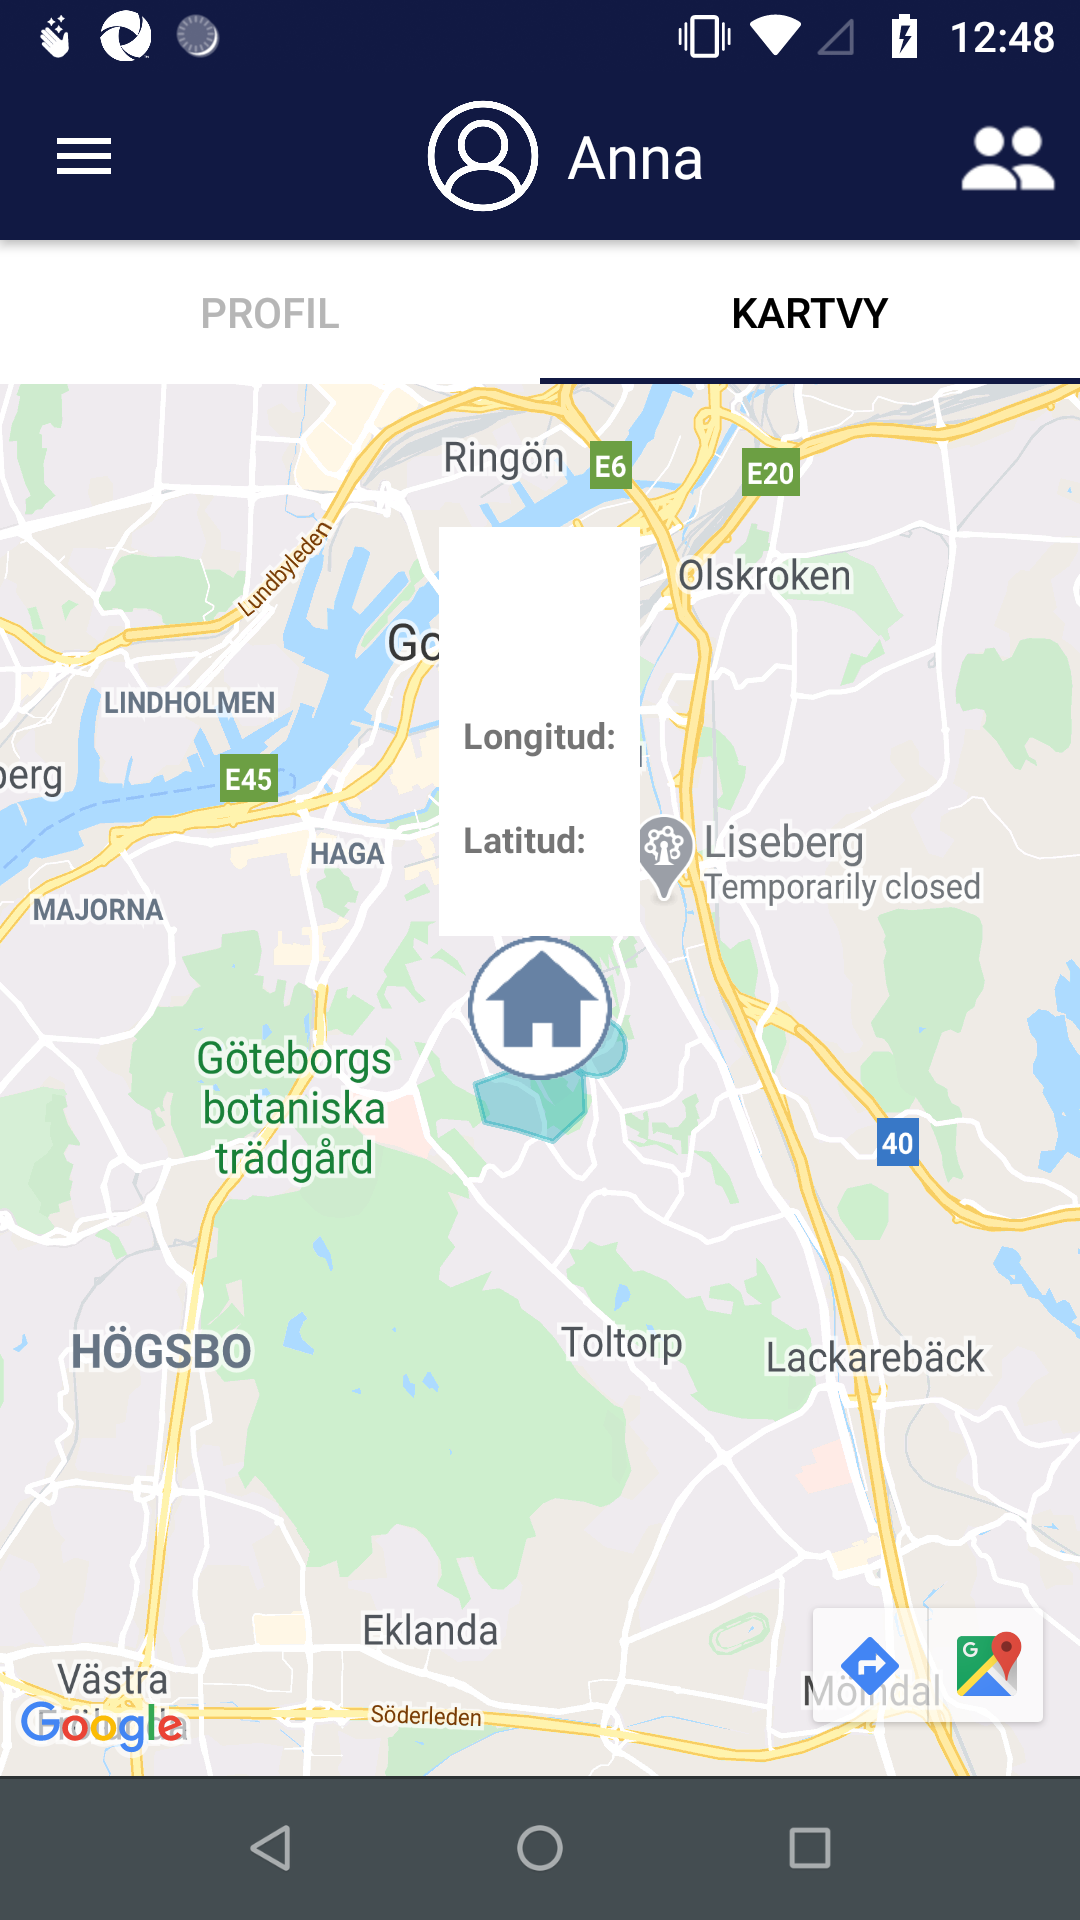 12:48
Anna
PROFIL
KARTVY
Ringön
E6
E20
Lundbyleden
Olskroken
Go
LINDHOLMEN
Longitud:
berg
E45
Latitud:
Liseberg
HAGA
Temporarily closed
MAJORNA
Göteborgs
botaniska
trädgård
40
HÖGSBO
Toltorp
Lackarebäck
Eklanda
Västra
Mölndal
Google
Söderleden